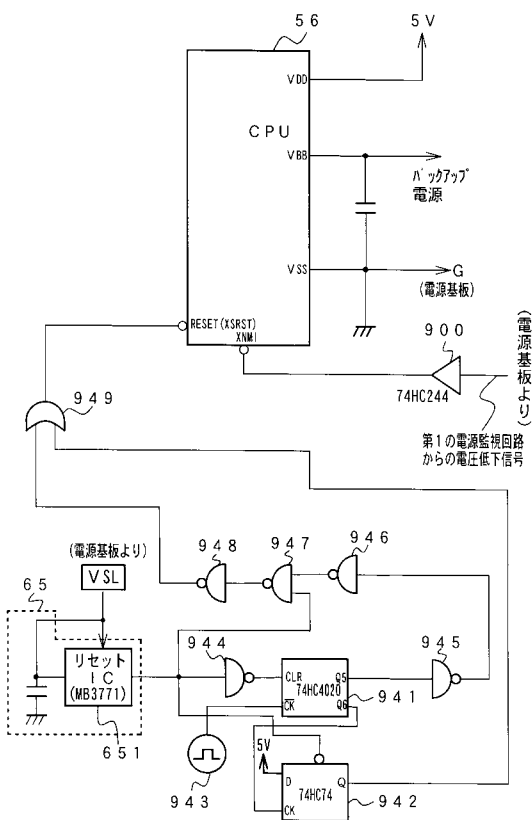 56
5V
VDD
CPU
VBB
バックアップ
電源
VSS
G
(電源基板)
RESET(XSRST)
XNMI
900
(電源基板より)
74HC244
第1の電源監視回路
からの電圧低下信号
949
948
947
946
(電源基板より)
VSL
65
944
945
リセット
IC
(MB3771)
CLR
Q5
74HC4020
941
CK
Q6
651
5V
943
D
Q
74HC74
CK
942